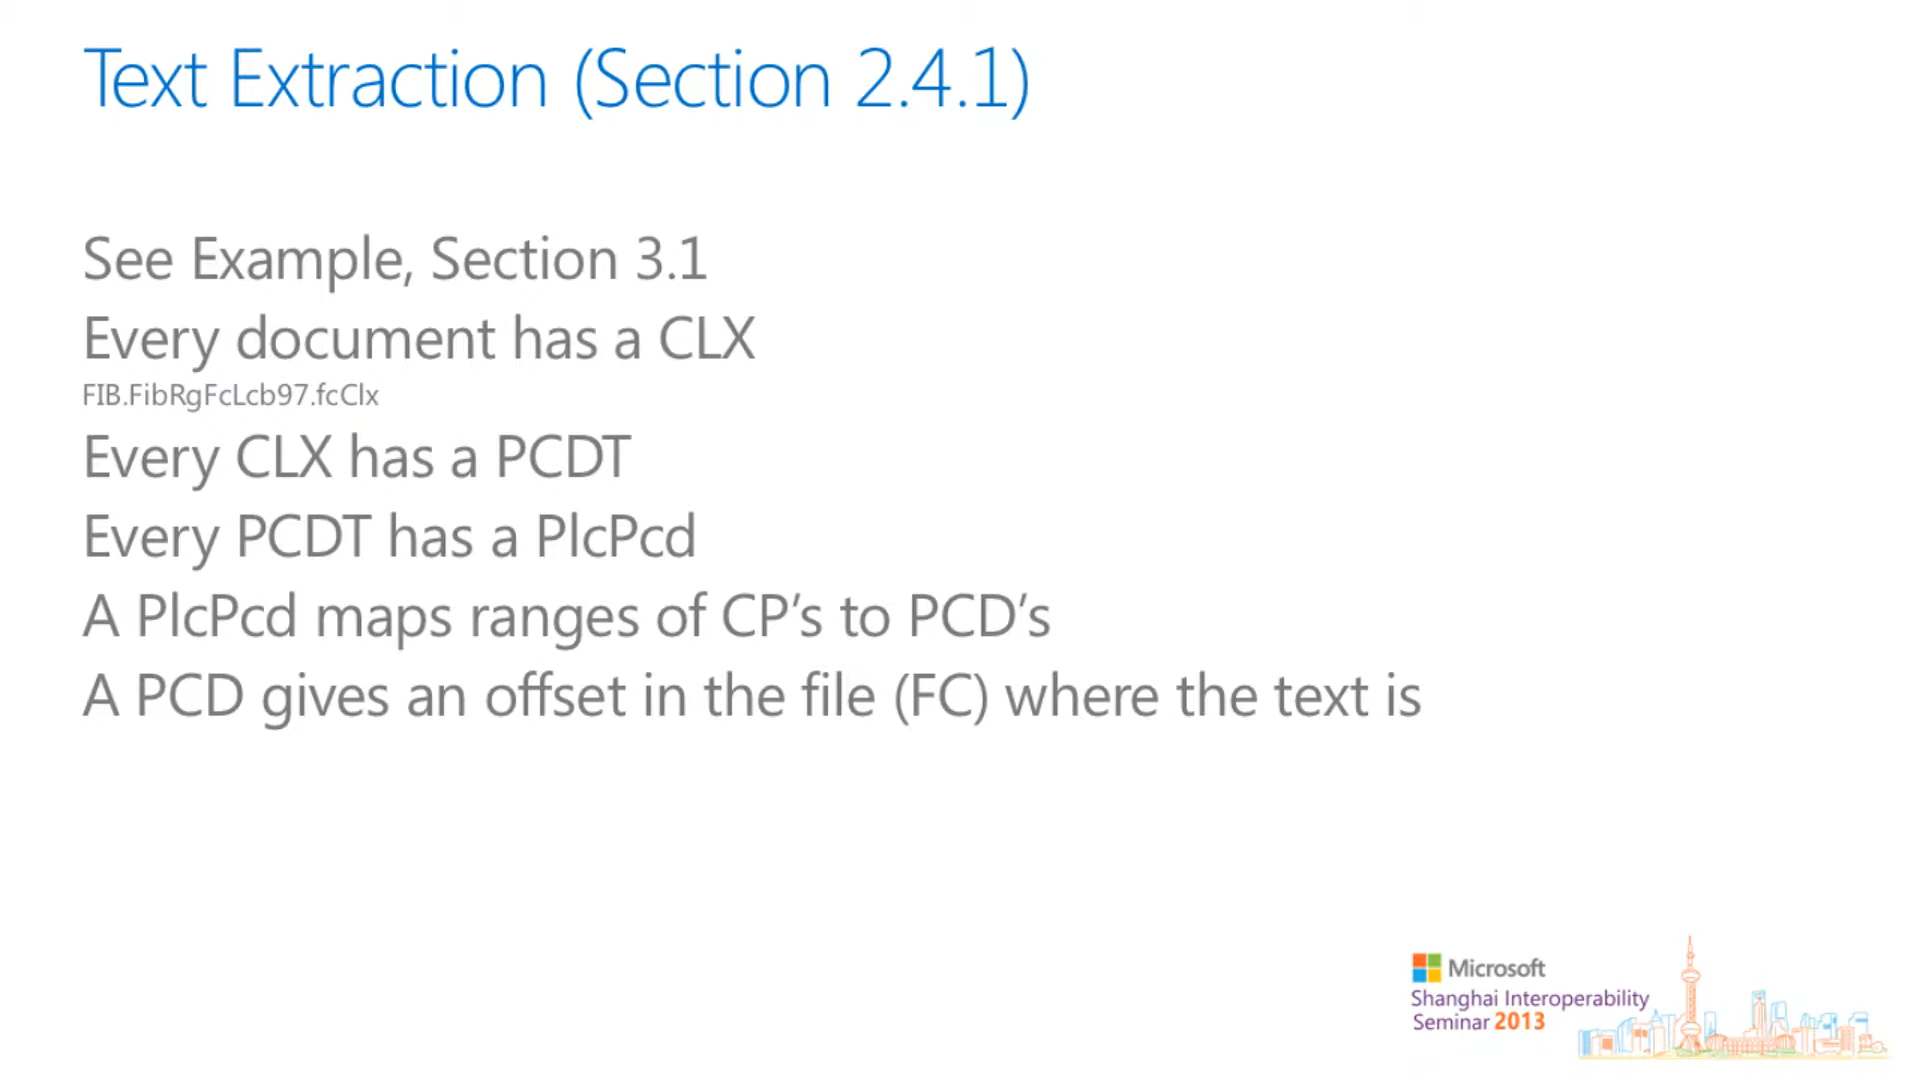 Text Extraction (Section 2.4.1)
See Example, Section 3.1
Every document has a CLX
FIB.FibRgFcLcb97.fcClx
Every CLX has a PCDT
Every PCDT has a PlcPcd
A PlcPcd maps ranges of CP’s to PCD’s
A PCD gives an offset in the file (FC) where the text is
Microsoft
Shanghai Interoperability
Seminar 2013